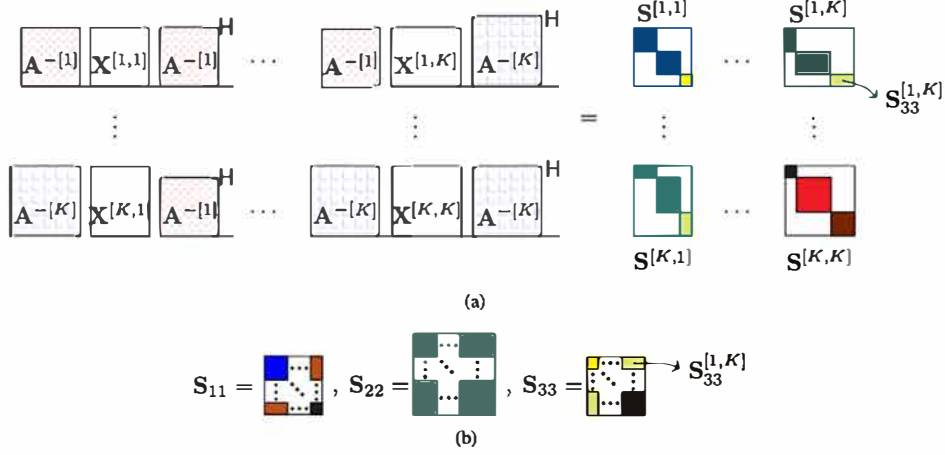 S^{[1,1]} S^{[1,K]}
A^{-[1]} X^{[1,1]} A^{-[1]} H ⋯ A^{-[1]} X^{[1,K]} A^{-[K]} H ⋯
S_{33}^{[1,K]}
⋮ ⋮ = ⋮ ⋮
A^{-[K]} X^{[K,1]} A^{-[1]} H ⋯ A^{-[K]} X^{[K,K]} A^{-[K]} H ⋯
S^{[K,1]} S^{[K,K]}
(a)
S_{11} = , S_{22} = , S_{33} = S_{33}^{[1,K]}
(b)